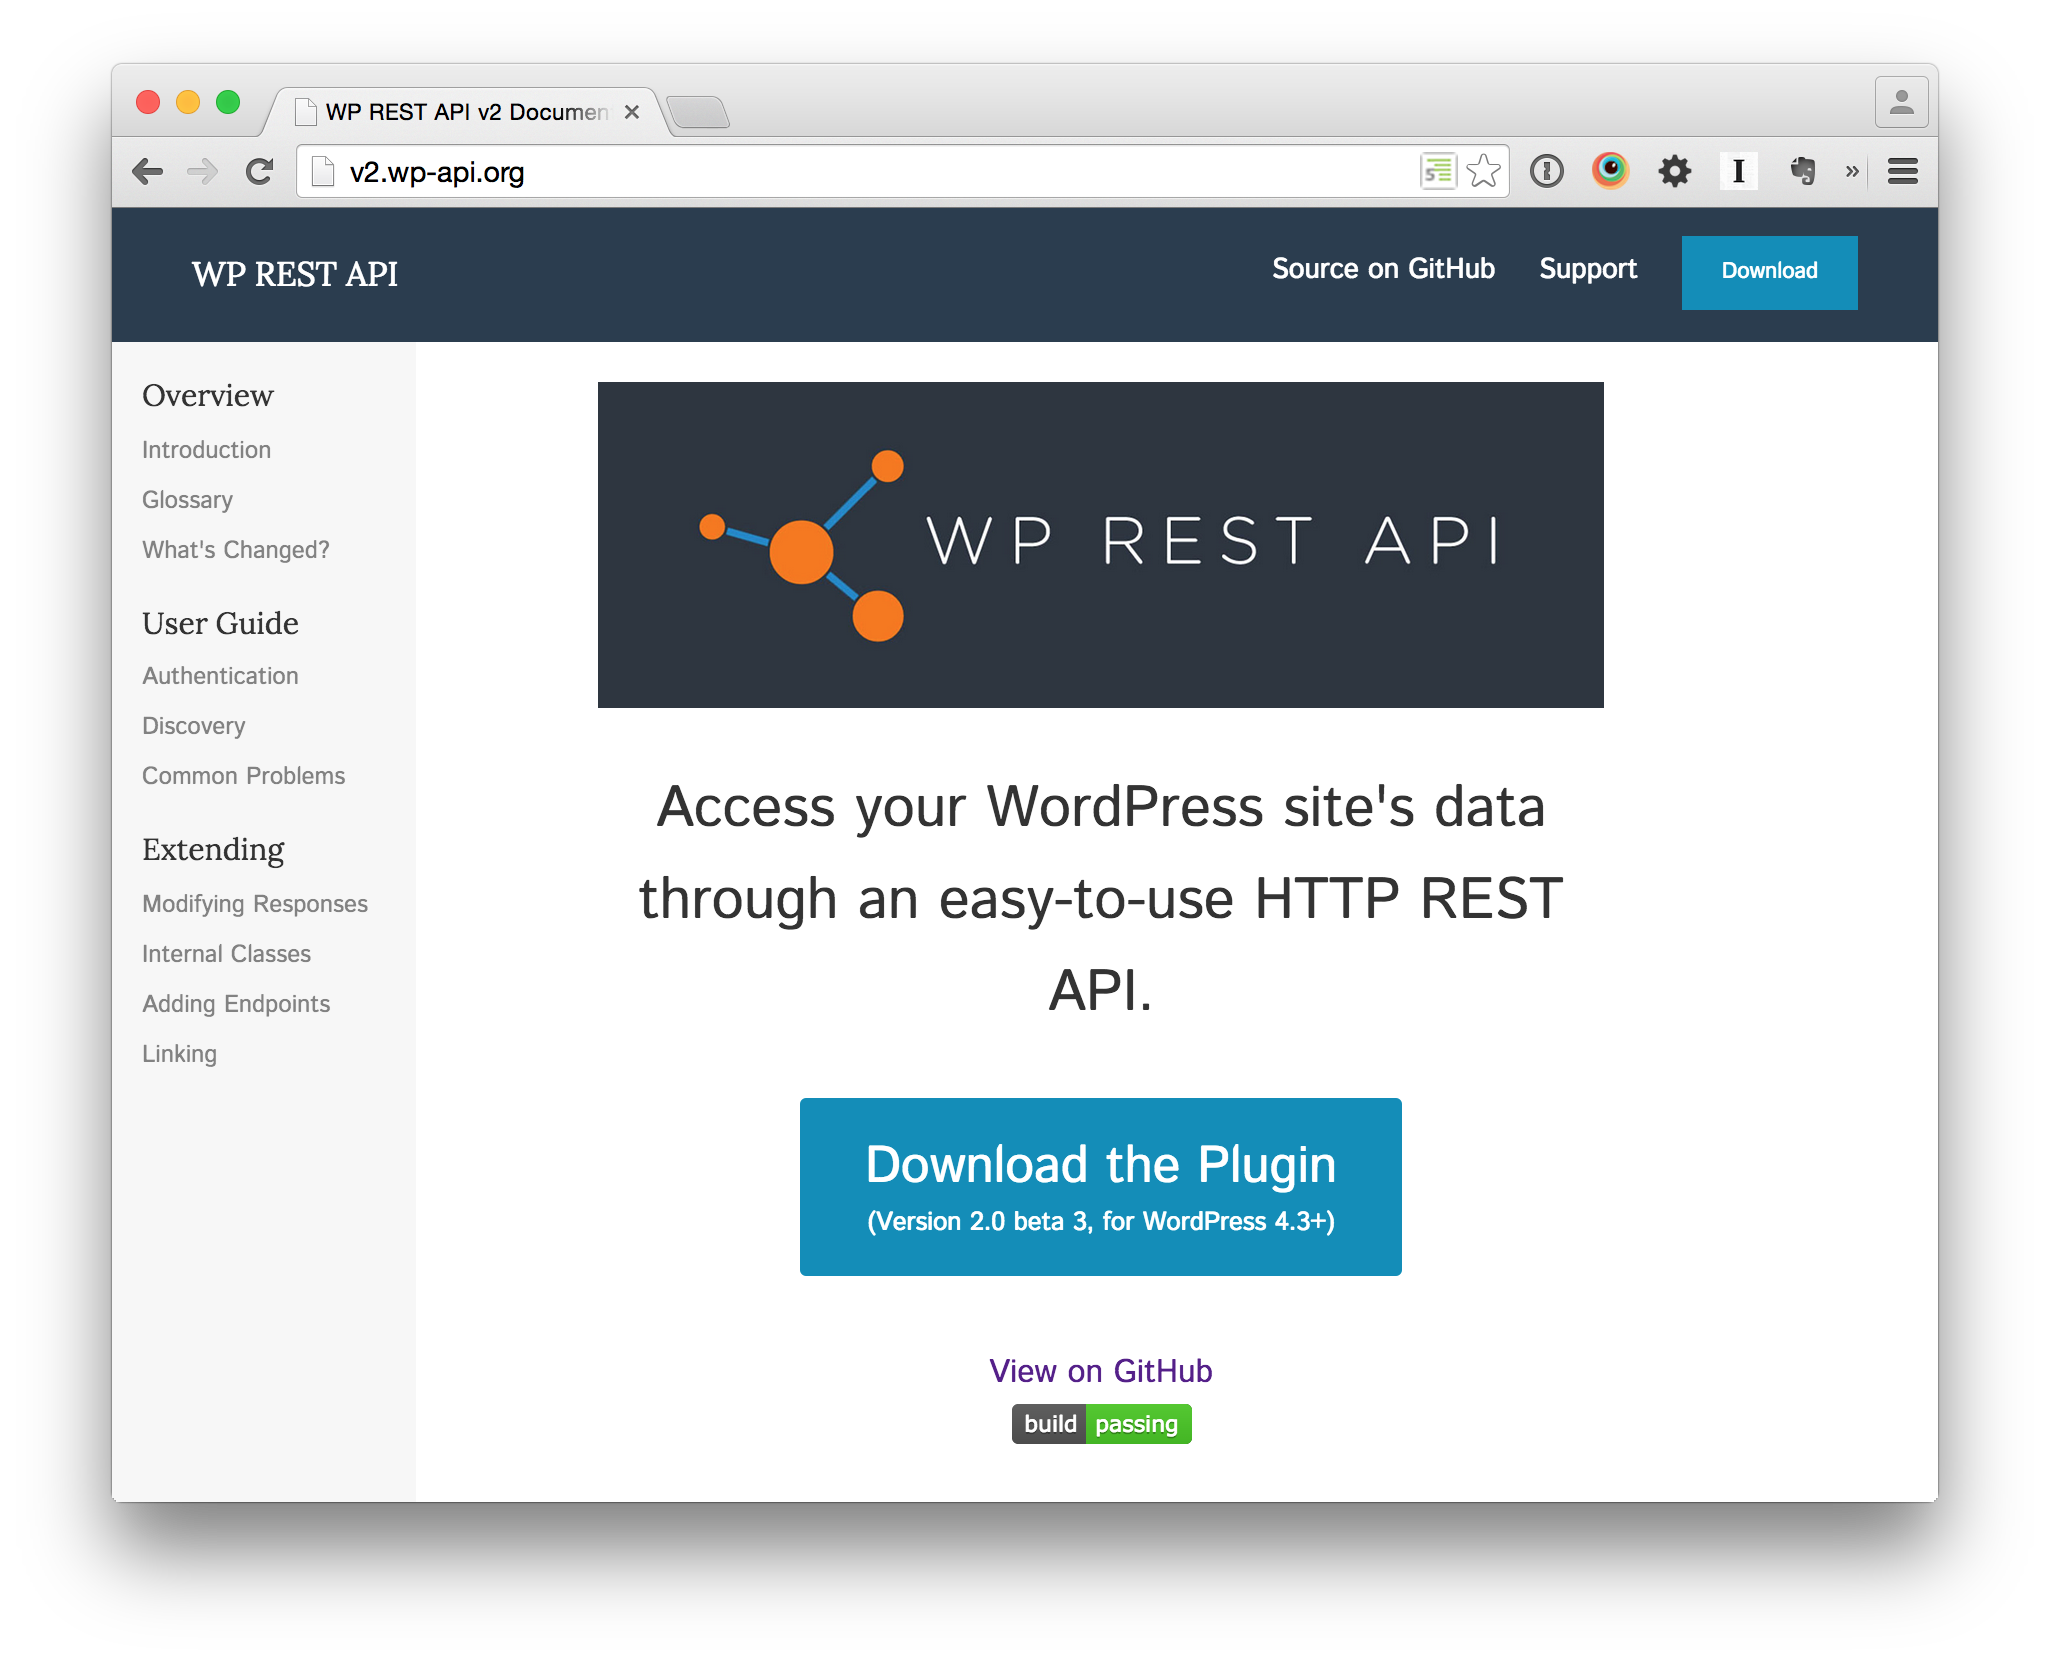 WP REST API v2 Documen
v2.wp-api.org
WP REST API
Source on GitHub
Support
Download
Overview
Introduction
Glossary
What's Changed?
User Guide
Authentication
Discovery
Common Problems
Extending
Modifying Responses
Internal Classes
Adding Endpoints
Linking
WP REST API
Access your WordPress site's data
through an easy-to-use HTTP REST
API.
Download the Plugin
(Version 2.0 beta 3, for WordPress 4.3+)
View on GitHub
build passing